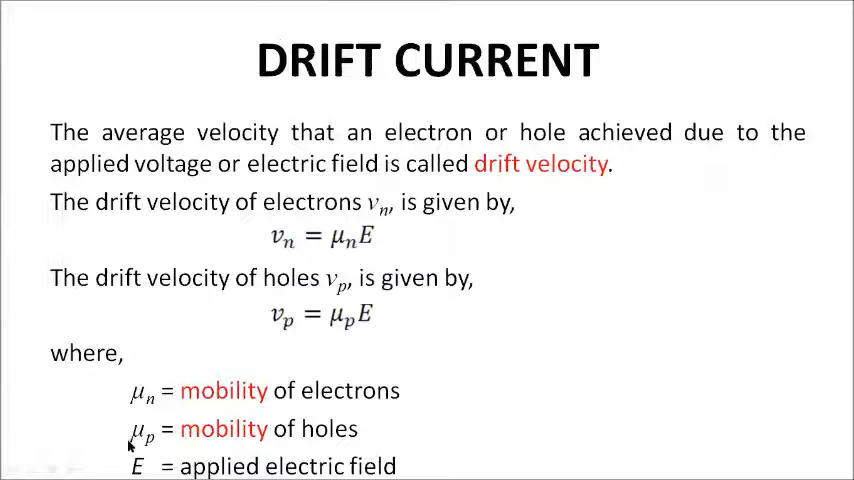 DRIFT CURRENT
The average velocity that an electron or hole achieved due to the
applied voltage or electric field is called drift velocity.
The drift velocity of electrons vₙ, is given by,
vₙ = μₙE
The drift velocity of holes vₚ, is given by,
vₚ = μₚE
where,
μₙ = mobility of electrons
μₚ = mobility of holes
E = applied electric field